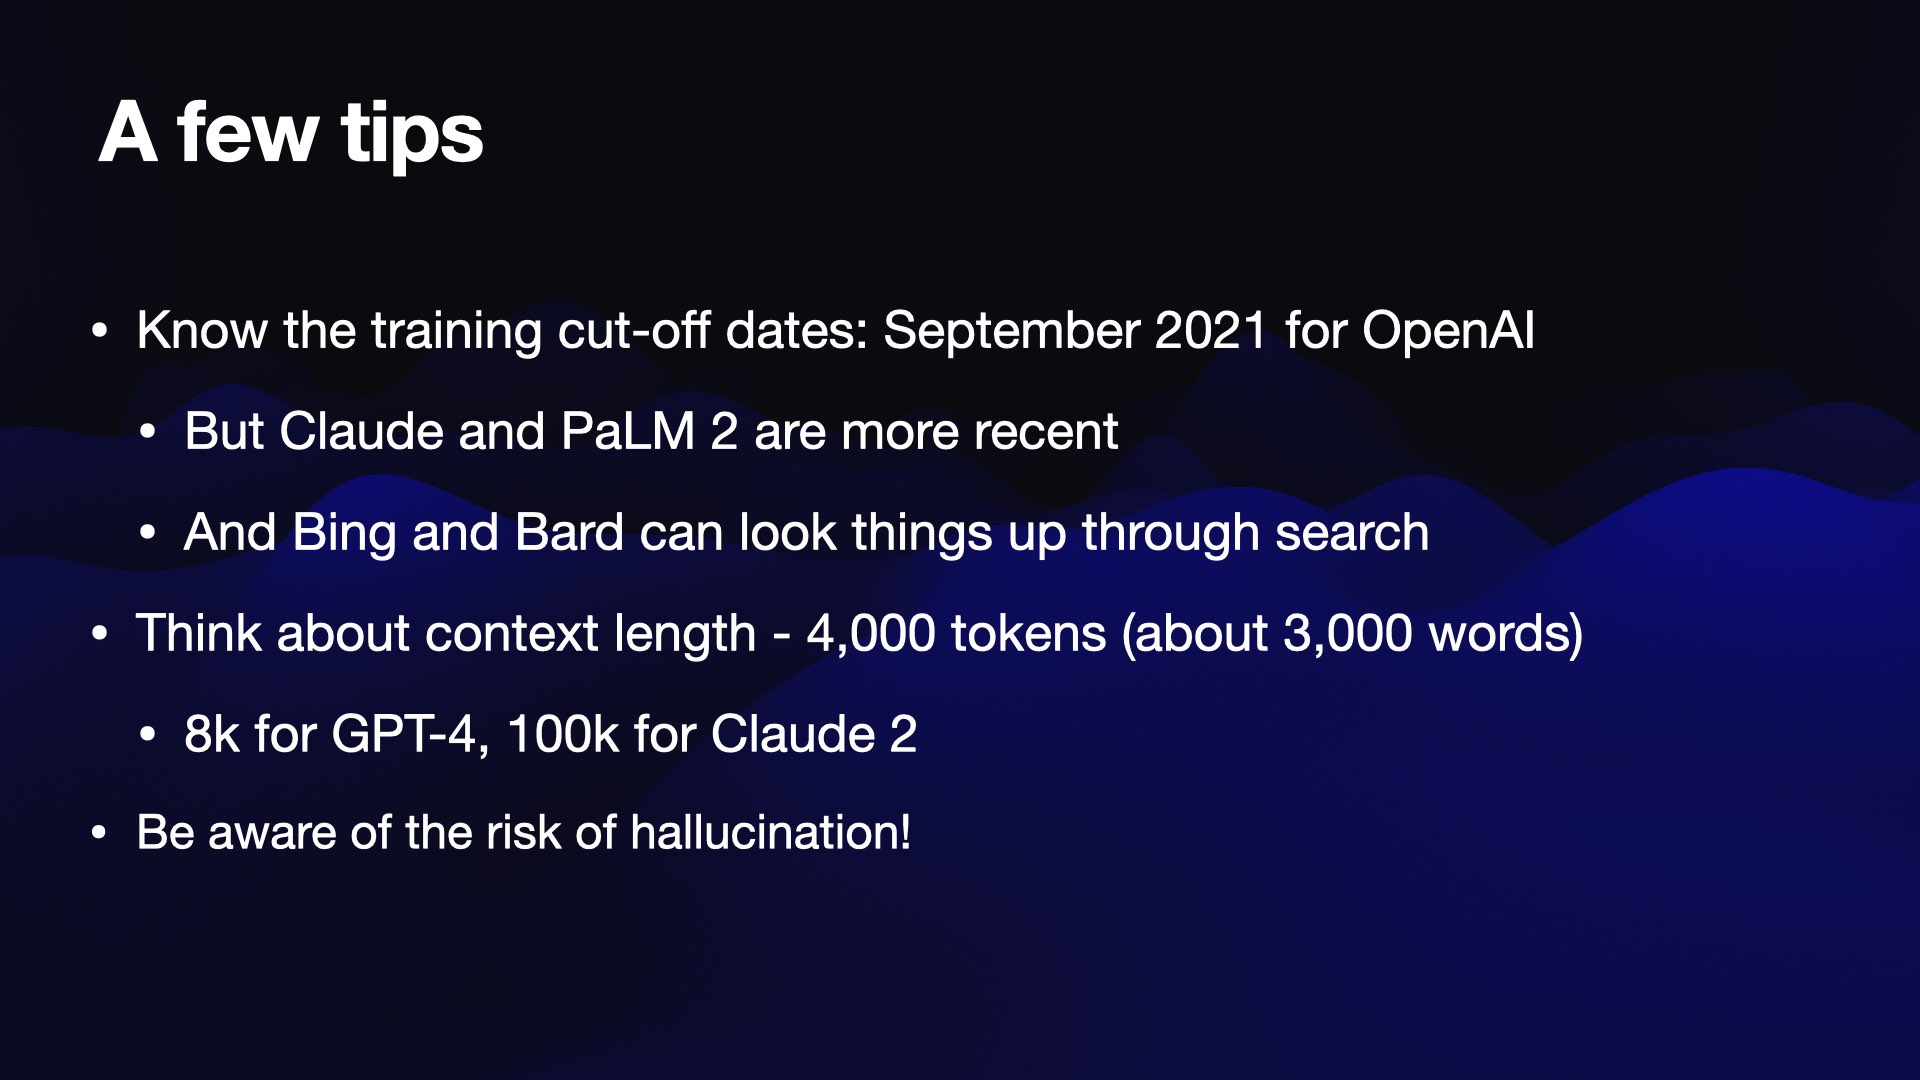 A few tips
• Know the training cut-off dates: September 2021 for OpenAI
• But Claude and PaLM 2 are more recent
• And Bing and Bard can look things up through search
• Think about context length - 4,000 tokens (about 3,000 words)
• 8k for GPT-4, 100k for Claude 2
• Be aware of the risk of hallucination!